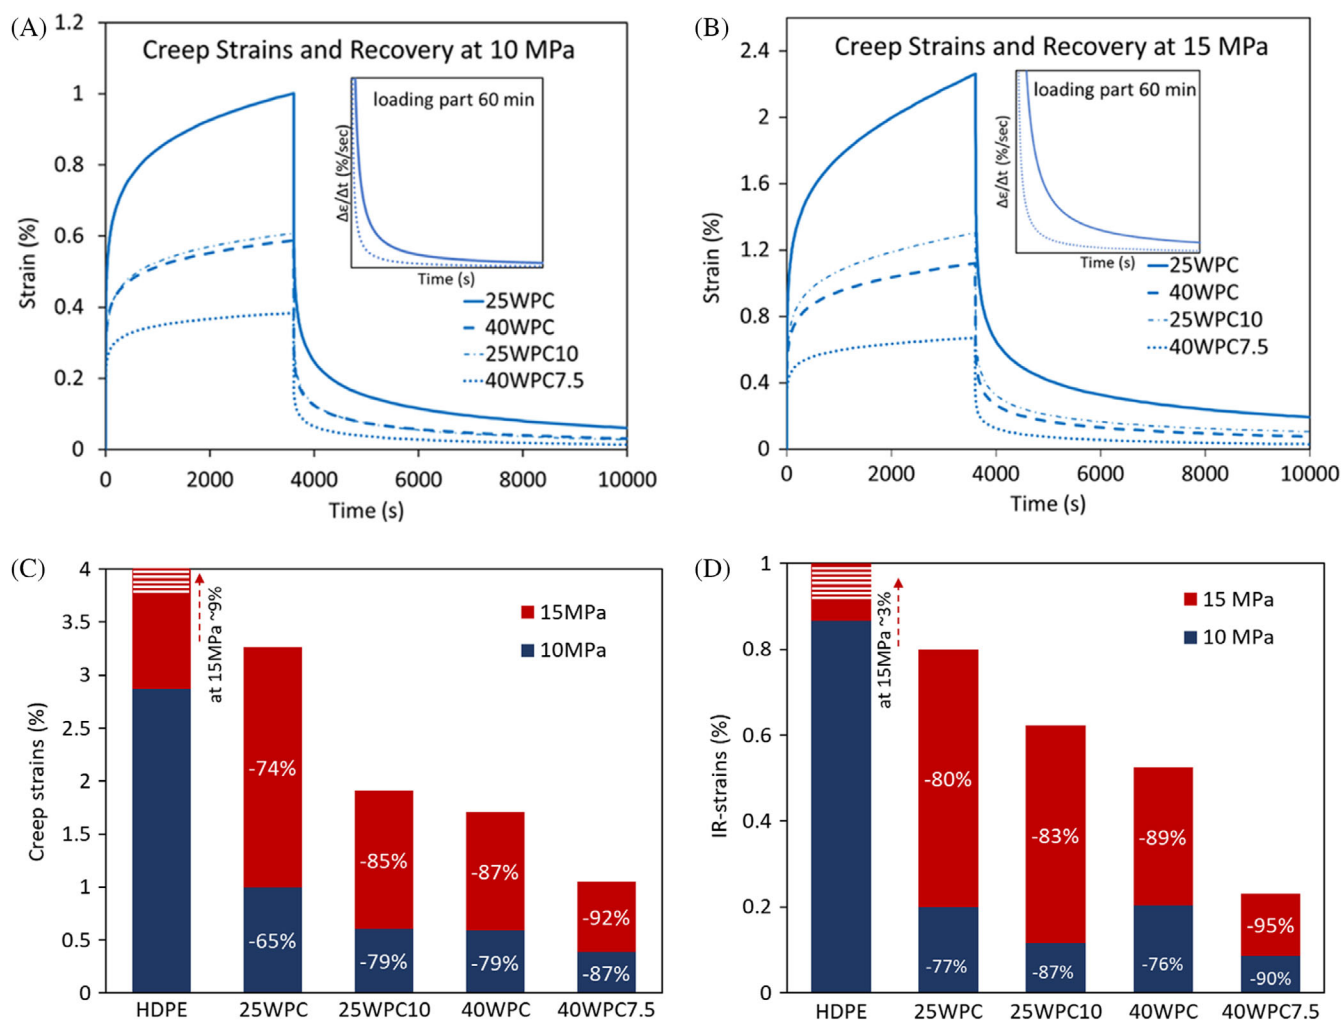 (A)
Creep Strains and Recovery at 10 MPa
1.2
1
0.8
0.6
0.4
0.2
0
Strain (%)
loading part 60 min
Δε/Δt (%/sec)
Time (s)
25WPC
40WPC
25WPC10
40WPC7.5
0 2000 4000 6000 8000 10000
Time (s)
(B)
Creep Strains and Recovery at 15 MPa
2.4
2
1.6
1.2
0.8
0.4
0
Strain (%)
loading part 60 min
Δε/Δt (%/sec)
Time (s)
25WPC
40WPC
25WPC10
40WPC7.5
0 2000 4000 6000 8000 10000
Time (s)
(C)
4
3.5
3
2.5
2
1.5
1
0.5
0
Creep strains (%)
at 15MPa ~9%
15MPa
10MPa
-74%
-85%
-87%
-92%
-65%
-79%
-79%
-87%
HDPE 25WPC 25WPC10 40WPC 40WPC7.5
(D)
1
0.8
0.6
0.4
0.2
0
IR-strains (%)
at 15MPa ~3%
15 MPa
10 MPa
-80%
-83%
-89%
-95%
-77%
-87%
-76%
-90%
HDPE 25WPC 25WPC10 40WPC 40WPC7.5